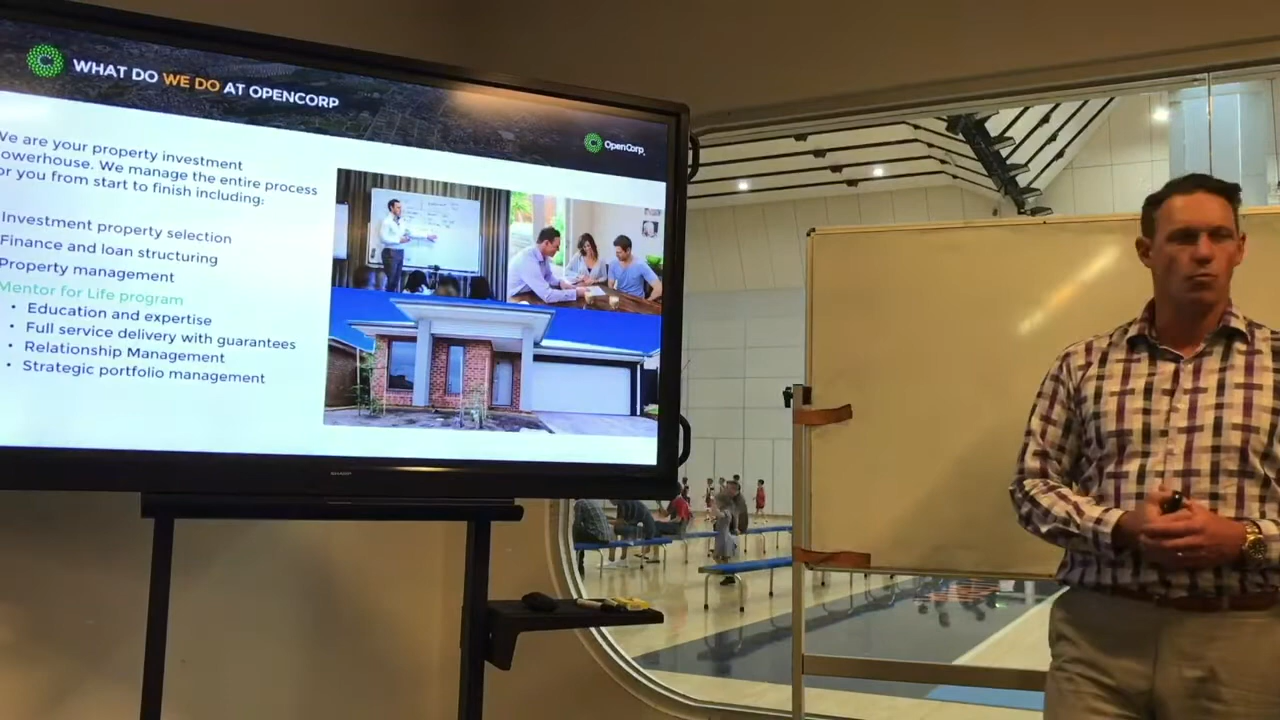 WHAT DO WE DO AT OPENCORP
OpenCorp
We are your property investment
powerhouse. We manage the entire process
for you from start to finish including:
Investment property selection
Finance and loan structuring
Property management
Mentor for Life program
• Education and expertise
• Full service delivery with guarantees
• Relationship Management
• Strategic portfolio management
SHARP